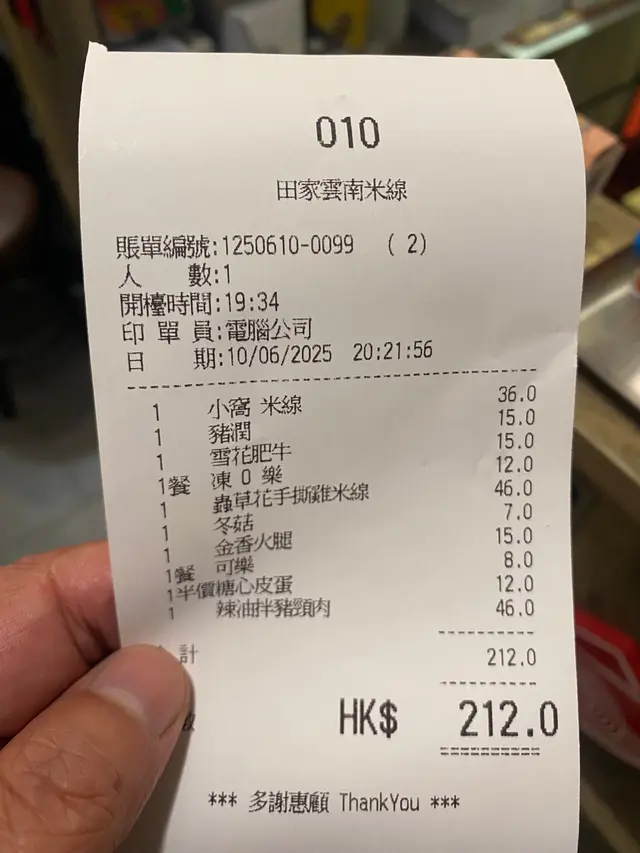 010
田家雲南米線
賬單編號:1250610-0099 (2)
人 數:1
開檯時間:19:34
印 單 員:電腦公司
日 期:10/06/2025 20:21:56
1 小窩 米線 36.0
1 豬潤 15.0
1 雪花肥牛 15.0
1餐 凍 0 樂 12.0
1 蟲草花手撕雞米線 46.0
1 冬菇 7.0
1 金香火腿 15.0
1餐 可樂 8.0
1半價糖心皮蛋 12.0
1 辣油拌豬頸肉 46.0
計 212.0
HK$ 212.0
*** 多謝惠顧 ThankYou ***